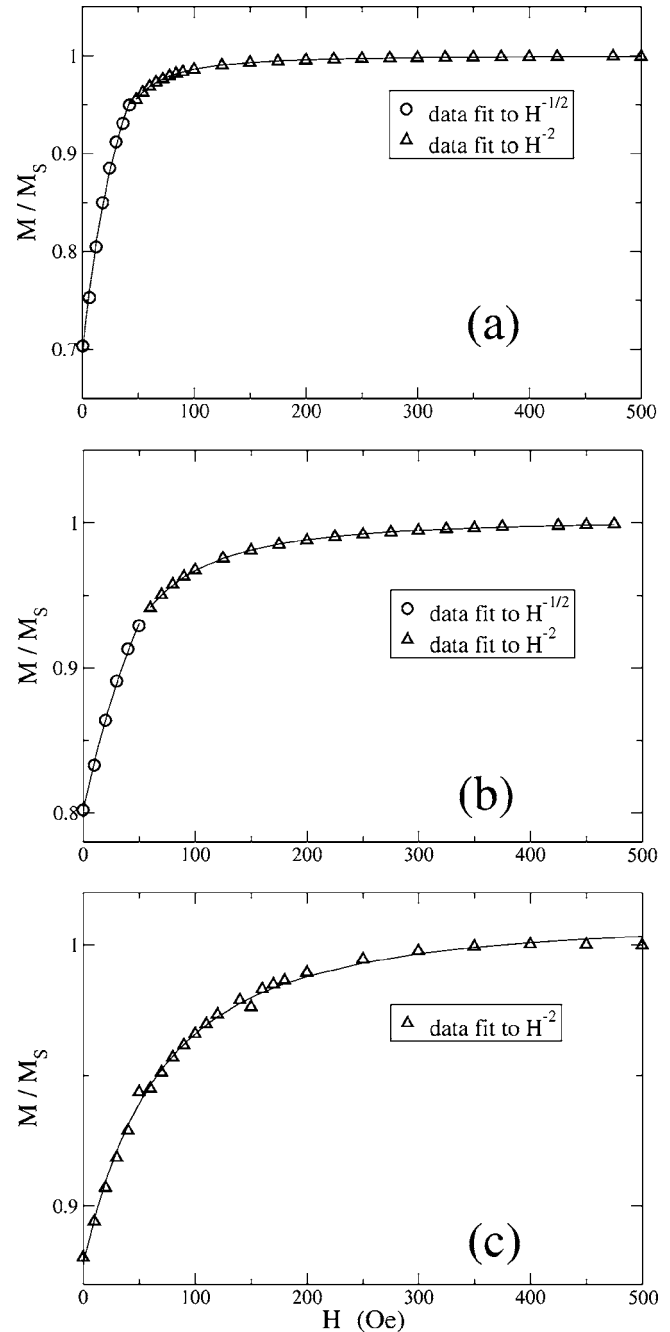 1
0.9
0.8
0.7
M / M_S
data fit to H^{-1/2}
data fit to H^{-2}
(a)
0 100 200 300 400 500
1
0.9
0.8
M / M_S
data fit to H^{-1/2}
data fit to H^{-2}
(b)
0 100 200 300 400 500
1
0.9
M / M_S
data fit to H^{-2}
(c)
0 100 200 300 400 500
H (Oe)